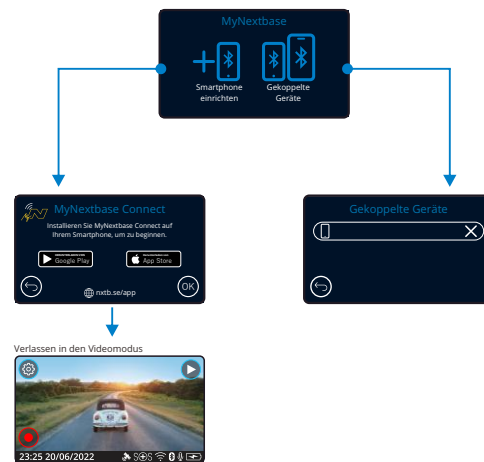 MyNextbase
Smartphone
einrichten
Gekoppelte
Geräte
MyNextbase Connect
Installieren Sie MyNextbase Connect auf
Ihrem Smartphone, um zu beginnen.
Google Play
App Store
OK
nxtb.se/app
Gekoppelte Geräte
Verlassen in den Videomodus
23:25 20/06/2022
SOS